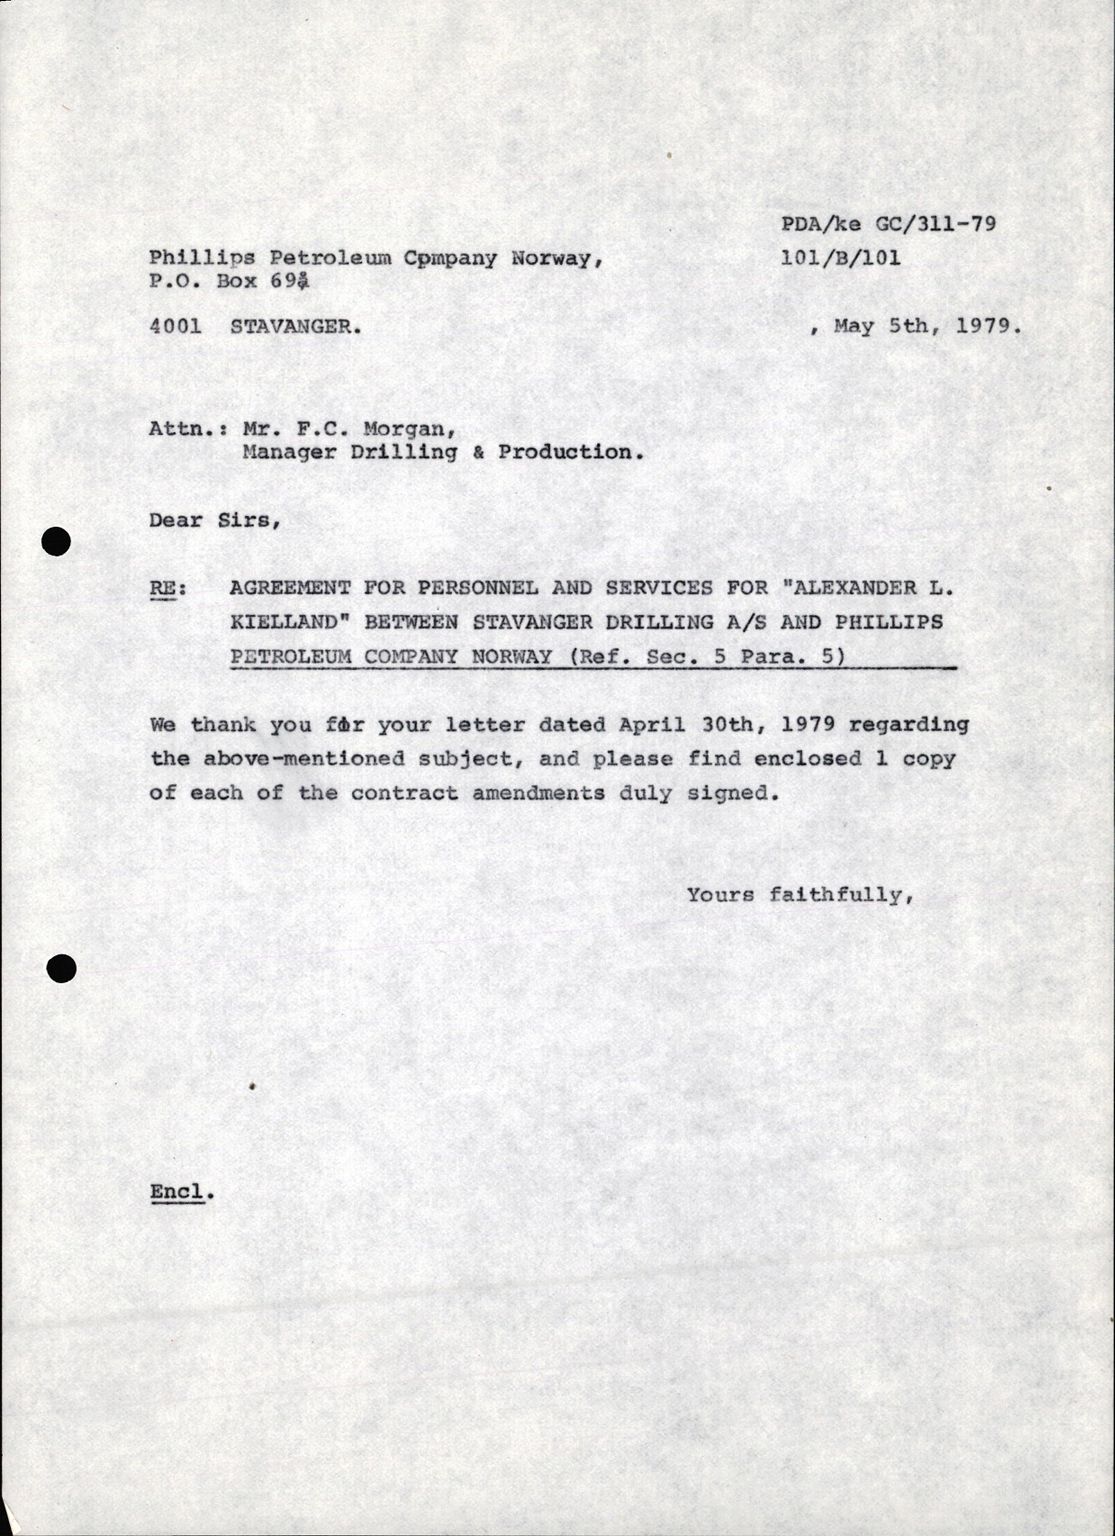 PDA/ke GC/311-79
Phillips Petroleum Cpmpany Norway,
101/B/101
P.O. Box 69
4001 STAVANGER.
, May 5th, 1979.
Attn.: Mr. F.C. Morgan,
Manager Drilling & Production.
Dear Sirs,
RE: AGREEMENT FOR PERSONNEL AND SERVICES FOR "ALEXANDER L.
KIELLAND" BETWEEN STAVANGER DRILLING A/S AND PHILLIPS
PETROLEUM COMPANY NORWAY (Ref. Sec. 5 Para. 5)
We thank you for your letter dated April 30th, 1979 regarding
the above-mentioned subject, and please find enclosed 1 copy
of each of the contract amendments duly signed.
Yours faithfully,
Encl.